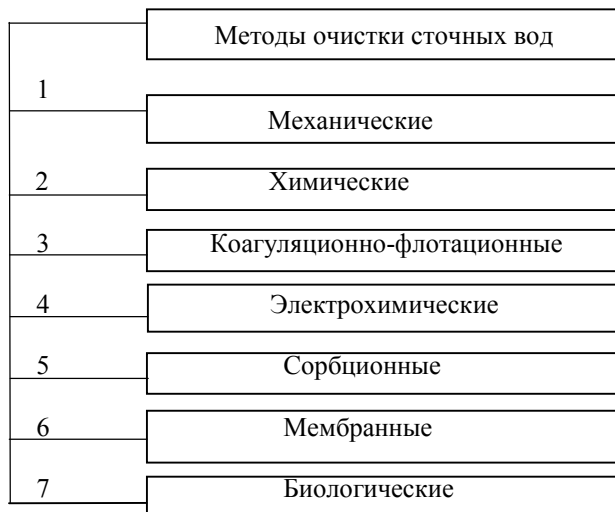 Методы очистки сточных вод
1
Механические
2 Химические
3 Коагуляционно-флотационные
4 Электрохимические
5 Сорбционные
6 Мембранные
7 Биологические